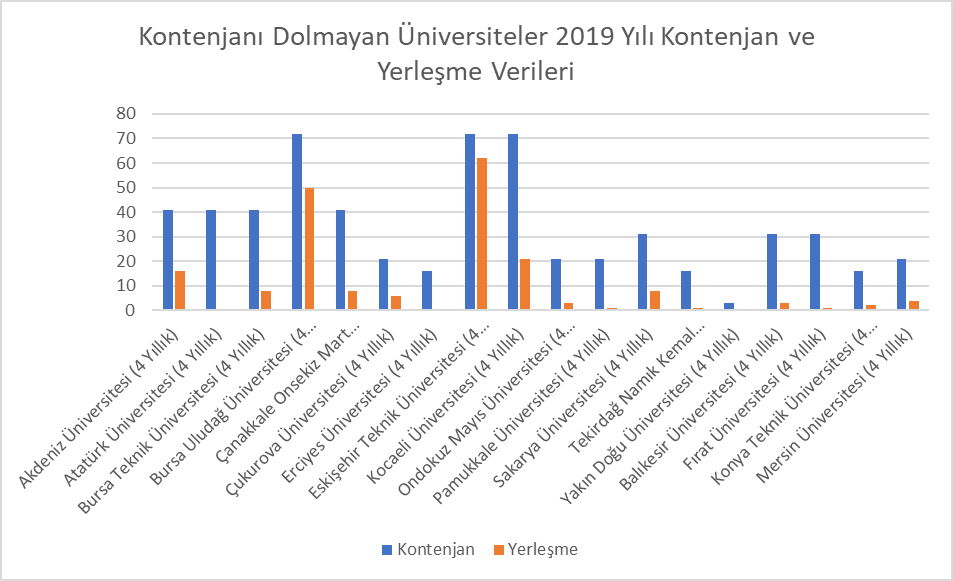 Kontenjanı Dolmayan Üniversiteler 2019 Yılı Kontenjan ve
Yerleşme Verileri
80
70
60
50
40
30
20
10
0
Akdeniz Üniversitesi (4 Yıllık)
Atatürk Üniversitesi (4 Yıllık)
Bursa Teknik Üniversitesi (4 Yıllık)
Bursa Uludağ Üniversitesi (4...
Çanakkale Onsekiz Mart...
Çukurova Üniversitesi (4 Yıllık)
Erciyes Üniversitesi (4 Yıllık)
Eskişehir Teknik Üniversitesi (4...
Kocaeli Üniversitesi (4 Yıllık)
Ondokuz Mayıs Üniversitesi (4...
Pamukkale Üniversitesi (4 Yıllık)
Sakarya Üniversitesi (4 Yıllık)
Tekirdağ Namık Kemal...
Yakın Doğu Üniversitesi (4 Yıllık)
Balıkesir Üniversitesi (4 Yıllık)
Fırat Üniversitesi (4 Yıllık)
Konya Teknik Üniversitesi (4...
Mersin Üniversitesi (4 Yıllık)
Kontenjan Yerleşme